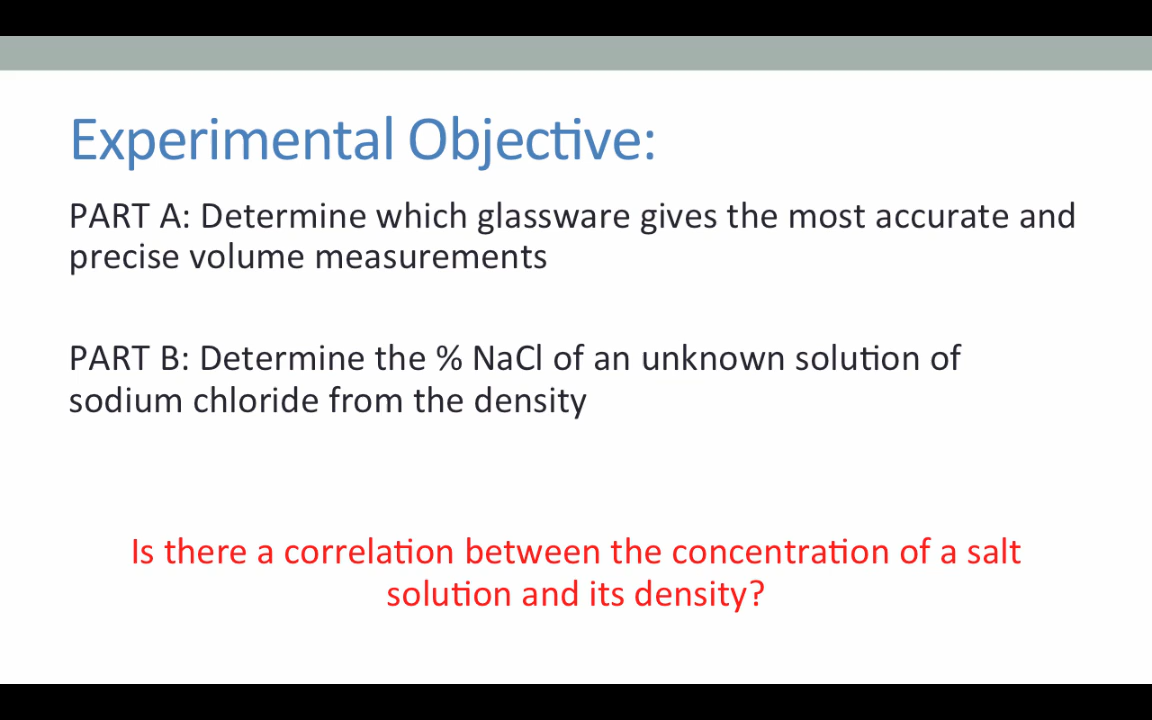 Experimental Objective:
PART A: Determine which glassware gives the most accurate and
precise volume measurements
PART B: Determine the % NaCl of an unknown solution of
sodium chloride from the density
Is there a correlation between the concentration of a salt
solution and its density?